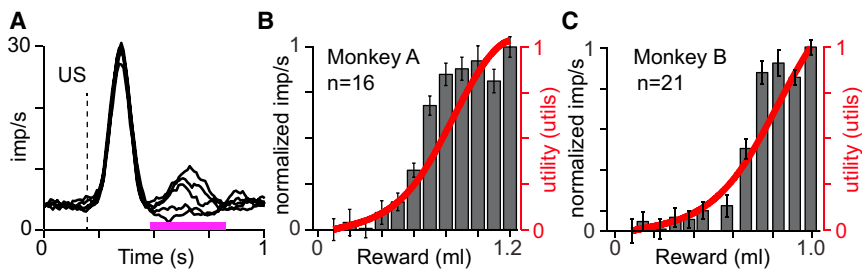 A
30
imp/s
0
US
0
Time (s)
1
B
Monkey A
n=16
1
normalized imp/s
0
0
Reward (ml)
1.2
1
utility (utils)
0
C
Monkey B
n=21
1
normalized imp/s
0
0
Reward (ml)
1.0
1
utility (utils)
0